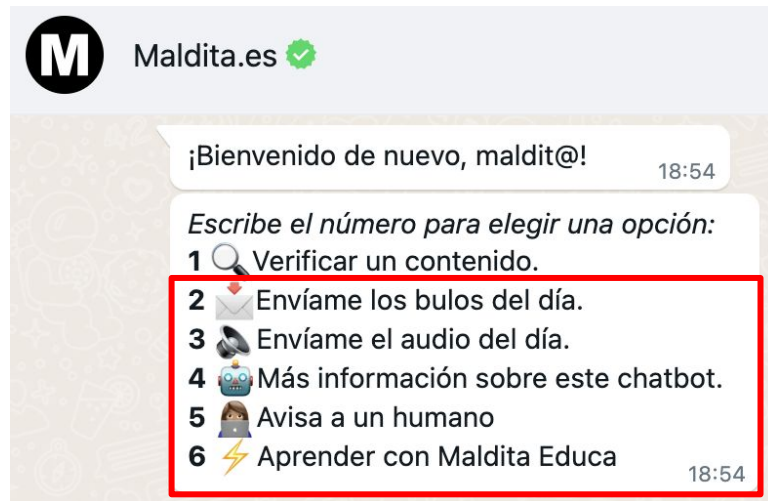 M
Maldita.es
¡Bienvenido de nuevo, maldit@!
18:54
Escribe el número para elegir una opción:
1 🔍 Verificar un contenido.
2 📩 Envíame los bulos del día.
3 🔊 Envíame el audio del día.
4 🤖 Más información sobre este chatbot.
5 👩🏽‍💻 Avisa a un humano
6 ⚡ Aprender con Maldita Educa
18:54